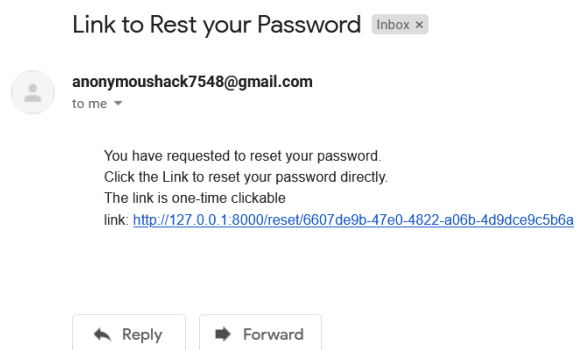 Link to Rest your Password Inbox ×
anonymoushack7548@gmail.com
to me
You have requested to reset your password.
Click the Link to reset your password directly.
The link is one-time clickable
link: http://127.0.0.1:8000/reset/6607de9b-47e0-4822-a06b-4d9dce9c5b6a
Reply Forward